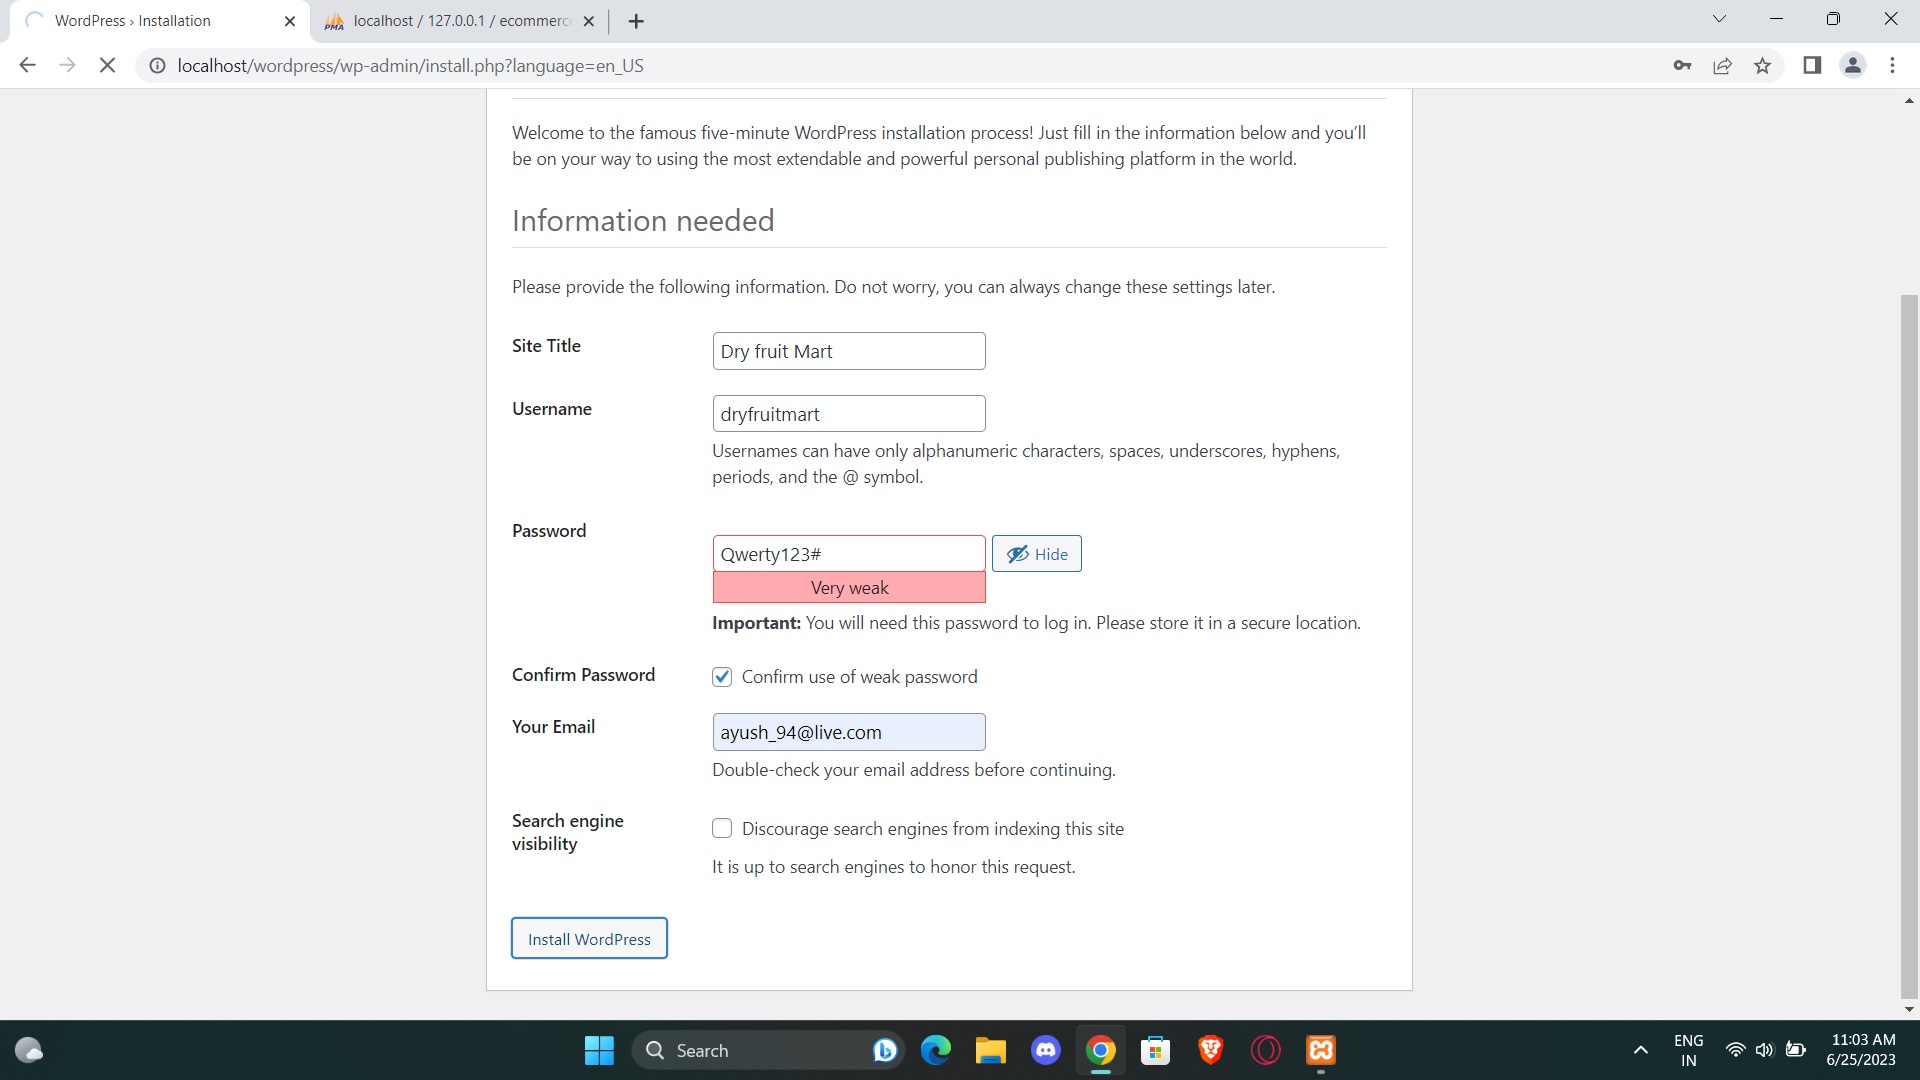 WordPress › Installation
PMA
localhost / 127.0.0.1 / ecommerc
localhost/wordpress/wp-admin/install.php?language=en_US
Welcome to the famous five-minute WordPress installation process! Just fill in the information below and you’ll
be on your way to using the most extendable and powerful personal publishing platform in the world.
Information needed
Please provide the following information. Do not worry, you can always change these settings later.
Site Title
Dry fruit Mart
Username
dryfruitmart
Usernames can have only alphanumeric characters, spaces, underscores, hyphens,
periods, and the @ symbol.
Password
Qwerty123#
Hide
Very weak
Important: You will need this password to log in. Please store it in a secure location.
Confirm Password
Confirm use of weak password
Your Email
ayush_94@live.com
Double-check your email address before continuing.
Search engine
visibility
Discourage search engines from indexing this site
It is up to search engines to honor this request.
Install WordPress
Search
ENG
IN
11:03 AM
6/25/2023